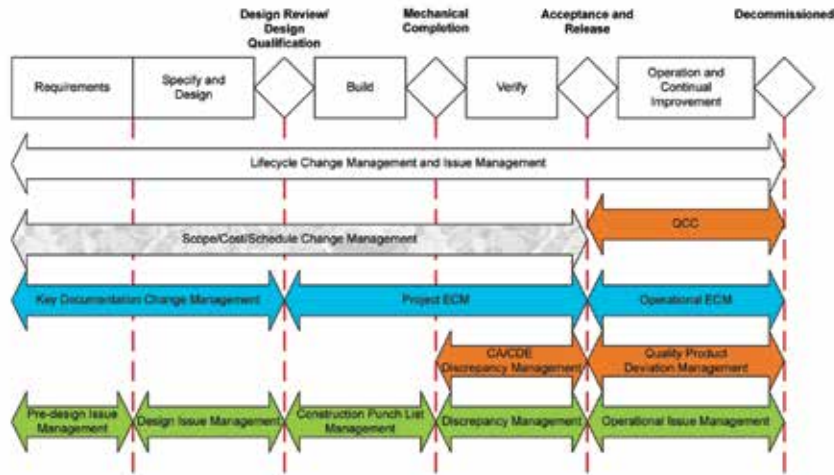 Design Review/
Design
Qualification
Mechanical
Completion
Acceptance and
Release
Decommissioned
Requirements
Specify and
Design
Build
Verify
Operation and
Continual
Improvement
Lifecycle Change Management and Issue Management
QCC
Scope/Cost/Schedule Change Management
Key Documentation Change Management
Project ECM
Operational ECM
CA/CDE
Discrepancy Management
Quality Product
Deviation Management
Pre-design Issue
Management
Design Issue Management
Construction Punch List
Management
Discrepancy Management
Operational Issue Management